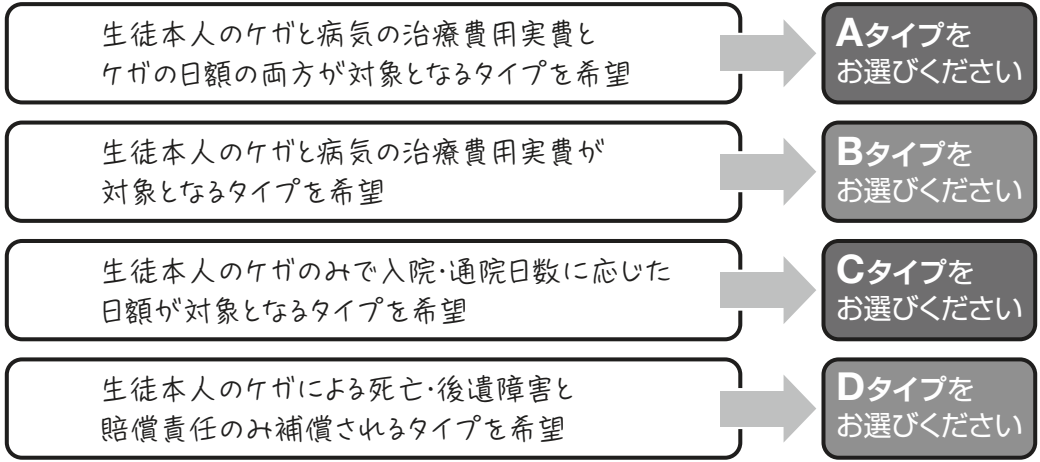 生徒本人のケガと病気の治療費用実費と
ケガの日額の両方が対象となるタイプを希望
Aタイプを
お選びください
生徒本人のケガと病気の治療費用実費が
対象となるタイプを希望
Bタイプを
お選びください
生徒本人のケガのみで入院・通院日数に応じた
日額が対象となるタイプを希望
Cタイプを
お選びください
生徒本人のケガによる死亡・後遺障害と
賠償責任のみ補償されるタイプを希望
Dタイプを
お選びください